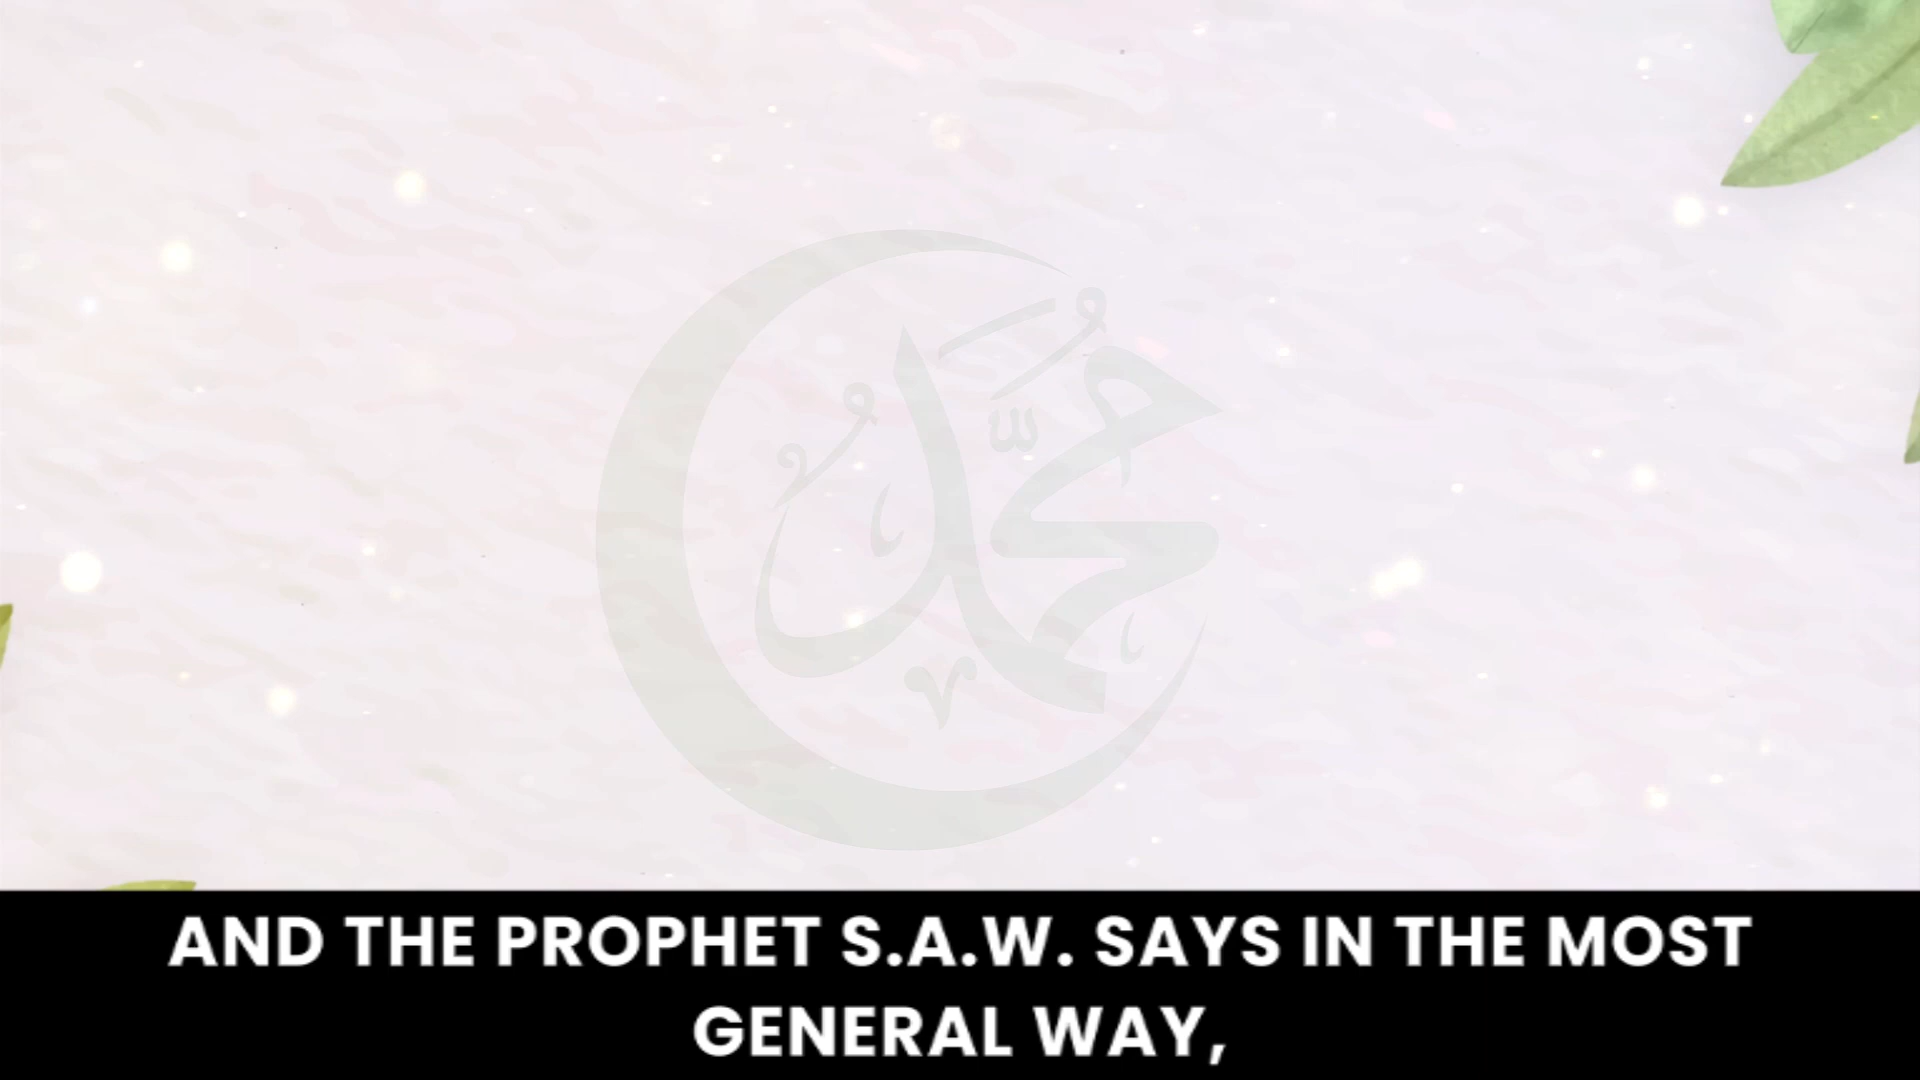 محمد
AND THE PROPHET S.A.W. SAYS IN THE MOST
GENERAL WAY,